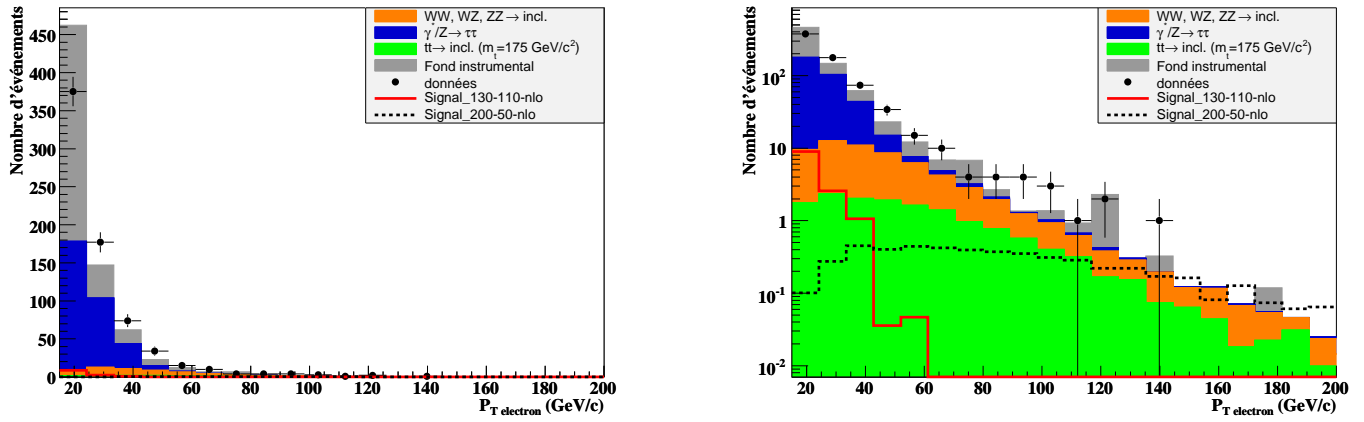 Nombre d'événements
450
400
350
300
250
200
150
100
50
0
WW, WZ, ZZ→ incl.
γ*/Z→ ττ
tt→ incl. (m_t=175 GeV/c²)
Fond instrumental
données
Signal_130-110-nlo
Signal_200-50-nlo
20 40 60 80 100 120 140 160 180 200
P_T electron (GeV/c)
Nombre d'événements
10²
10
1
10⁻¹
10⁻²
WW, WZ, ZZ→ incl.
γ*/Z→ ττ
tt→ incl. (m_t=175 GeV/c²)
Fond instrumental
données
Signal_130-110-nlo
Signal_200-50-nlo
20 40 60 80 100 120 140 160 180 200
P_T electron (GeV/c)